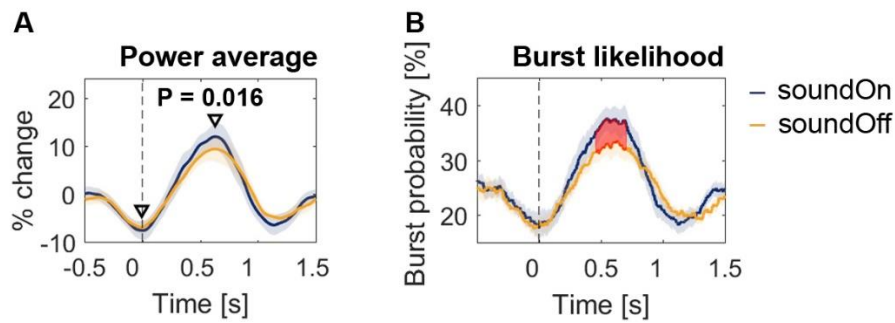 A
Power average
P = 0.016
% change
20
10
0
-10
-0.5
0
0.5
1
1.5
Time [s]
B
Burst likelihood
Burst probability [%]
40
30
20
0
0.5
1
1.5
Time [s]
soundOn
soundOff